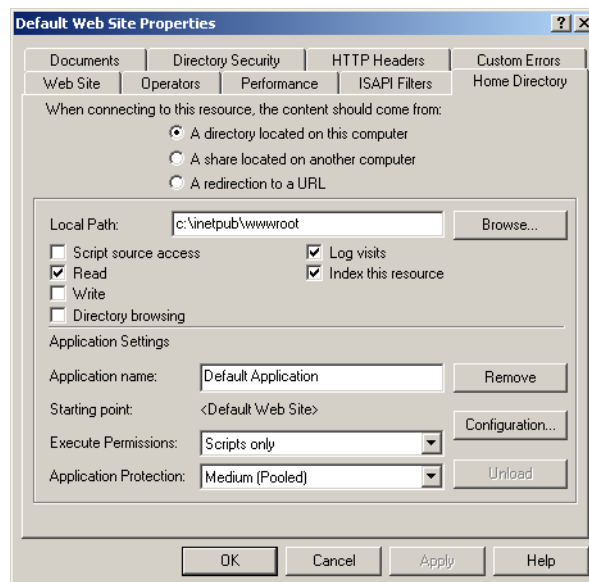 Default Web Site Properties
Documents Directory Security HTTP Headers Custom Errors
Web Site Operators Performance ISAPI Filters Home Directory
When connecting to this resource, the content should come from:
A directory located on this computer
A share located on another computer
A redirection to a URL
Local Path: c:\inetpub\wwwroot Browse...
Script source access Log visits
Read Index this resource
Write
Directory browsing
Application Settings
Application name: Default Application Remove
Starting point: <Default Web Site>
Configuration...
Execute Permissions: Scripts only
Application Protection: Medium (Pooled) Unload
OK Cancel Apply Help